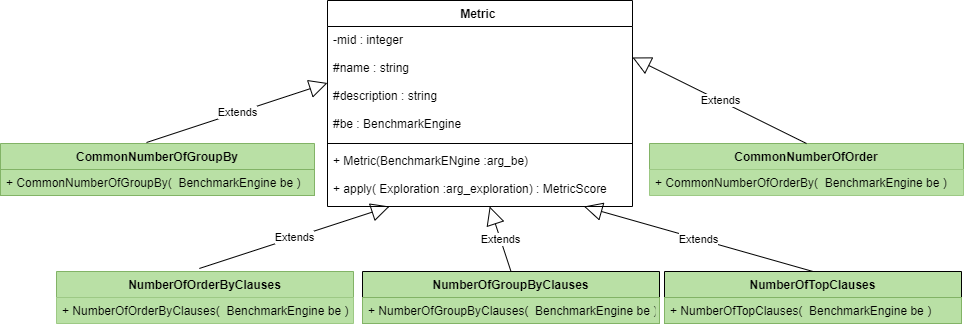 Metric
-mid : integer
#name : string
#description : string
#be : BenchmarkEngine
+ Metric(BenchmarkENgine :arg_be)
+ apply( Exploration :arg_exploration) : MetricScore
Extends
Extends
CommonNumberOfGroupBy
+ CommonNumberOfGroupBy(  BenchmarkEngine be )
CommonNumberOfOrder
+ CommonNumberOfOrderBy(  BenchmarkEngine be )
Extends
Extends
Extends
NumberOfOrderByClauses
+ NumberOfOrderByClauses(  BenchmarkEngine be )
NumberOfGroupByClauses
+ NumberOfGroupByClauses(  BenchmarkEngine be )
NumberOfTopClauses
+ NumberOfTopClauses(  BenchmarkEngine be )